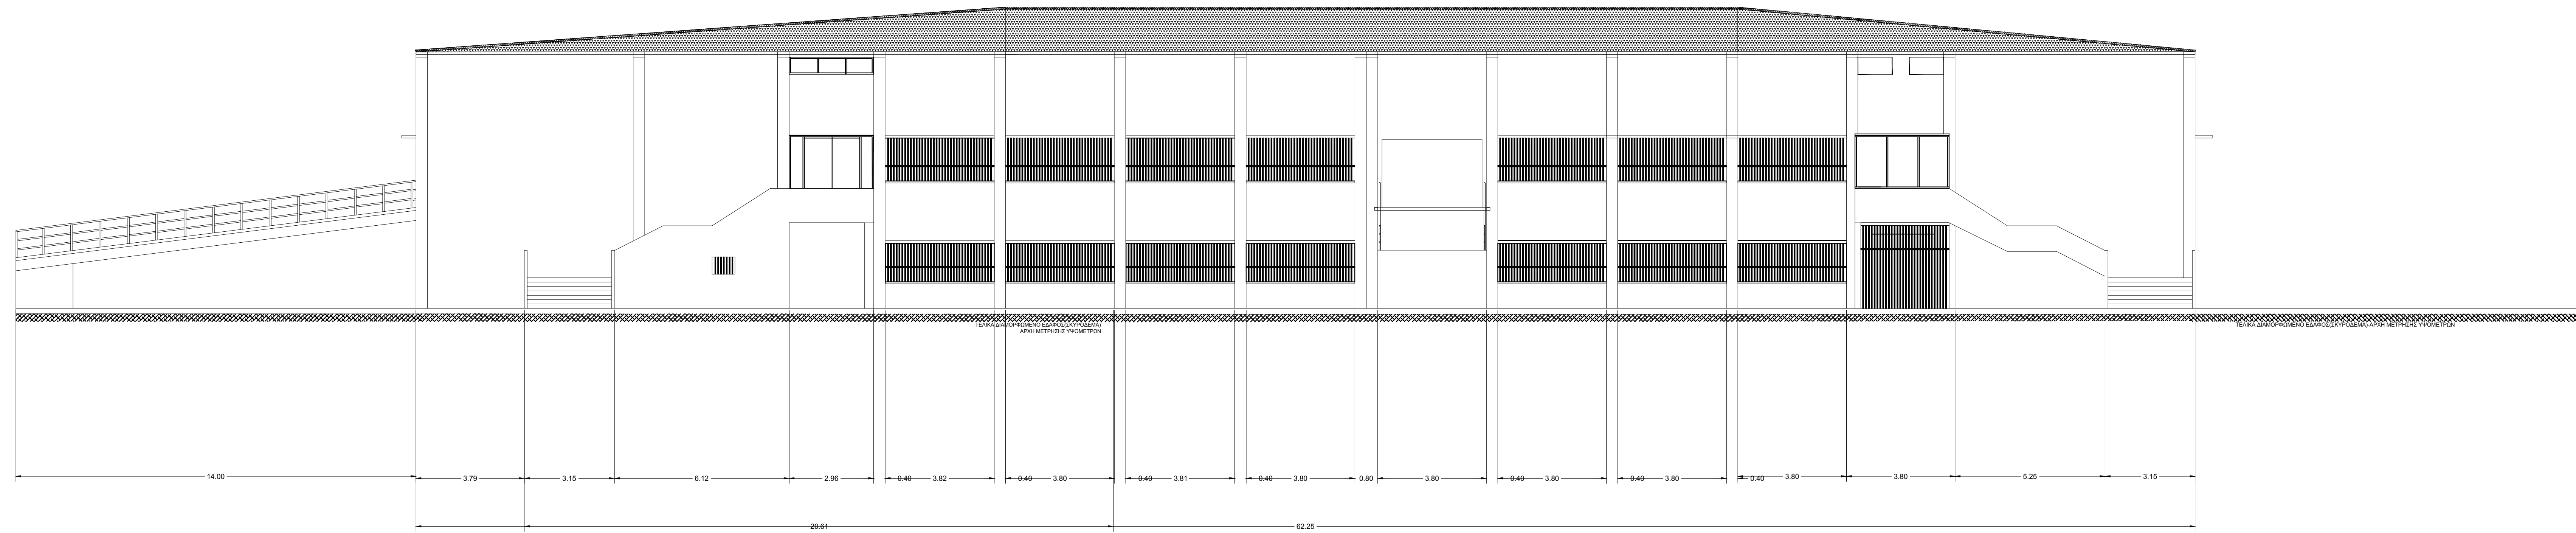 ΤΕΛΙΚΑ ΔΙΑΜΟΡΦΩΜΕΝΟ ΕΔΑΦΟΣ(ΣΚΥΡΟΔΕΜΑ)
ΑΡΧΗ ΜΕΤΡΗΣΗΣ ΥΨΟΜΕΤΡΩΝ
ΤΕΛΙΚΑ ΔΙΑΜΟΡΦΩΜΕΝΟ ΕΔΑΦΟΣ(ΣΚΥΡΟΔΕΜΑ)-ΑΡΧΗ ΜΕΤΡΗΣΗΣ ΥΨΟΜΕΤΡΩΝ
14.00 3.79 3.15 6.12 2.96 0.40 3.82 0.40 3.80 0.40 3.81 0.40 3.80 0.80 3.80 0.40 3.80 0.40 3.80 0.40 3.80 3.80 5.25 3.15
20.61 62.25